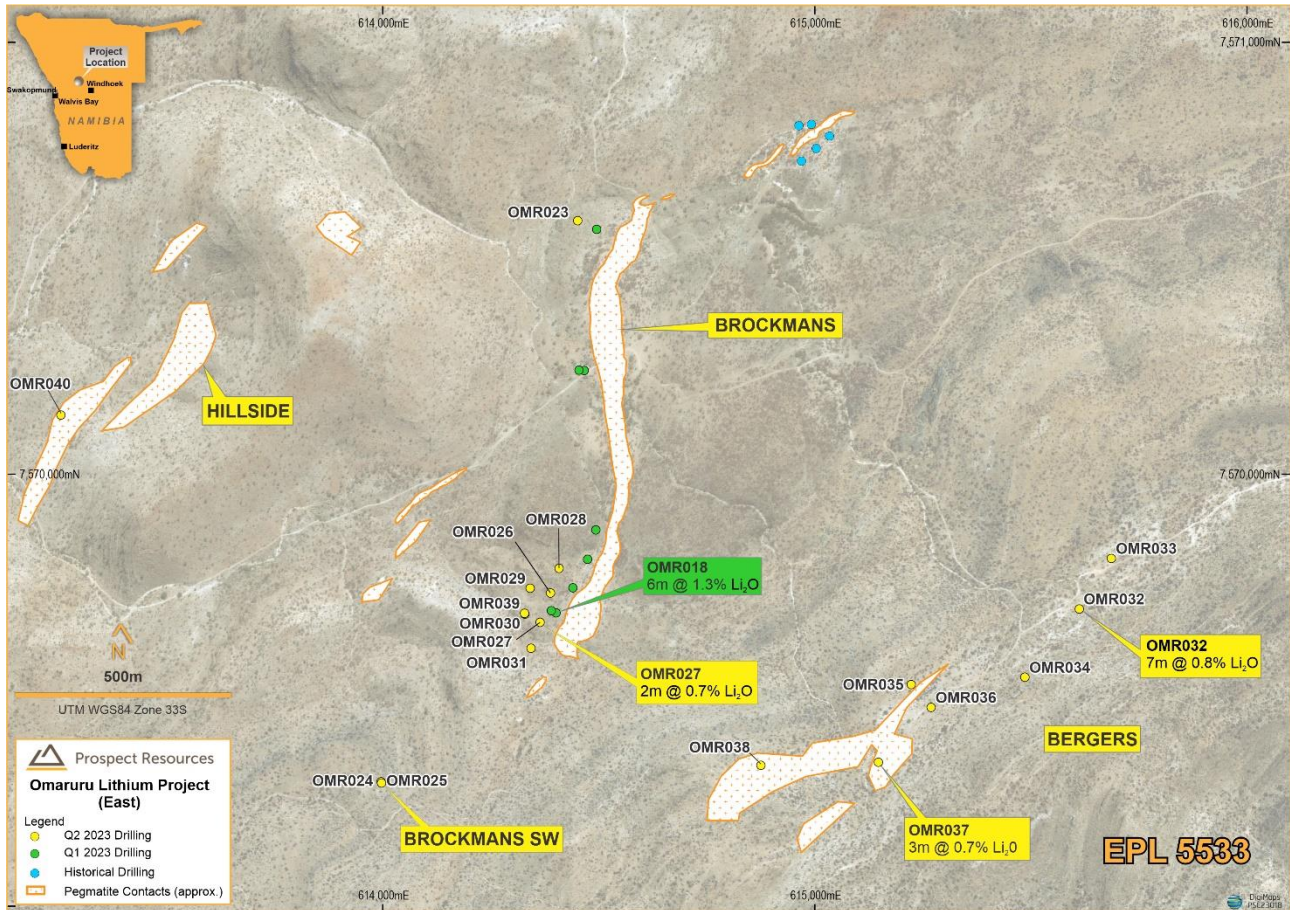 614,000mE
615,000mE
616,000mE
7,571,000mN
Project
Location
Swakopmund
Windhoek
Walvis Bay
NAMIBIA
Luderitz
OMR023
BROCKMANS
OMR040
HILLSIDE
7,570,000mN
7,570,000mN
OMR028
OMR026
OMR033
OMR018
6m @ 1.3% Li₂O
OMR029
OMR039
OMR030
OMR027
OMR031
OMR032
OMR032
7m @ 0.8% Li₂O
N
500m
UTM WGS84 Zone 33S
OMR027
2m @ 0.7% Li₂O
OMR034
OMR035
OMR036
BERGERS
OMR038
Prospect Resources
Omaruru Lithium Project
(East)
Legend
Q2 2023 Drilling
Q1 2023 Drilling
Historical Drilling
Pegmatite Contacts (approx.)
OMR024
OMR025
BROCKMANS SW
OMR037
3m @ 0.7% Li₂0
EPL 5533
614,000mE
615,000mE
DigiMaps